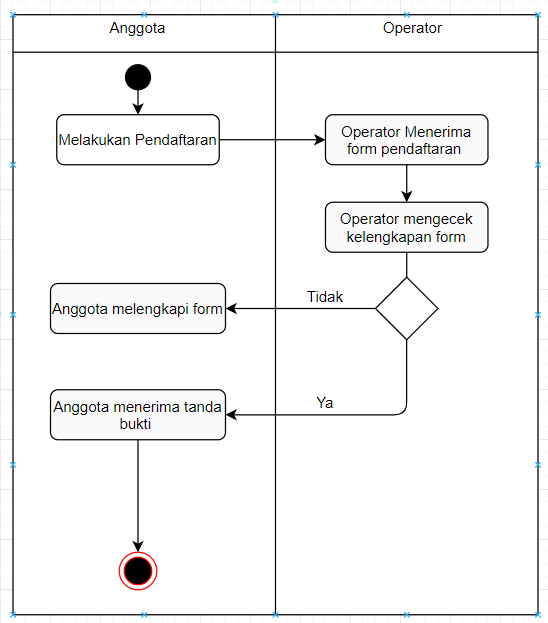 Anggota
Operator
Melakukan Pendaftaran
Operator Menerima
form pendaftaran
Operator mengecek
kelengkapan form
Tidak
Anggota melengkapi form
Ya
Anggota menerima tanda
bukti